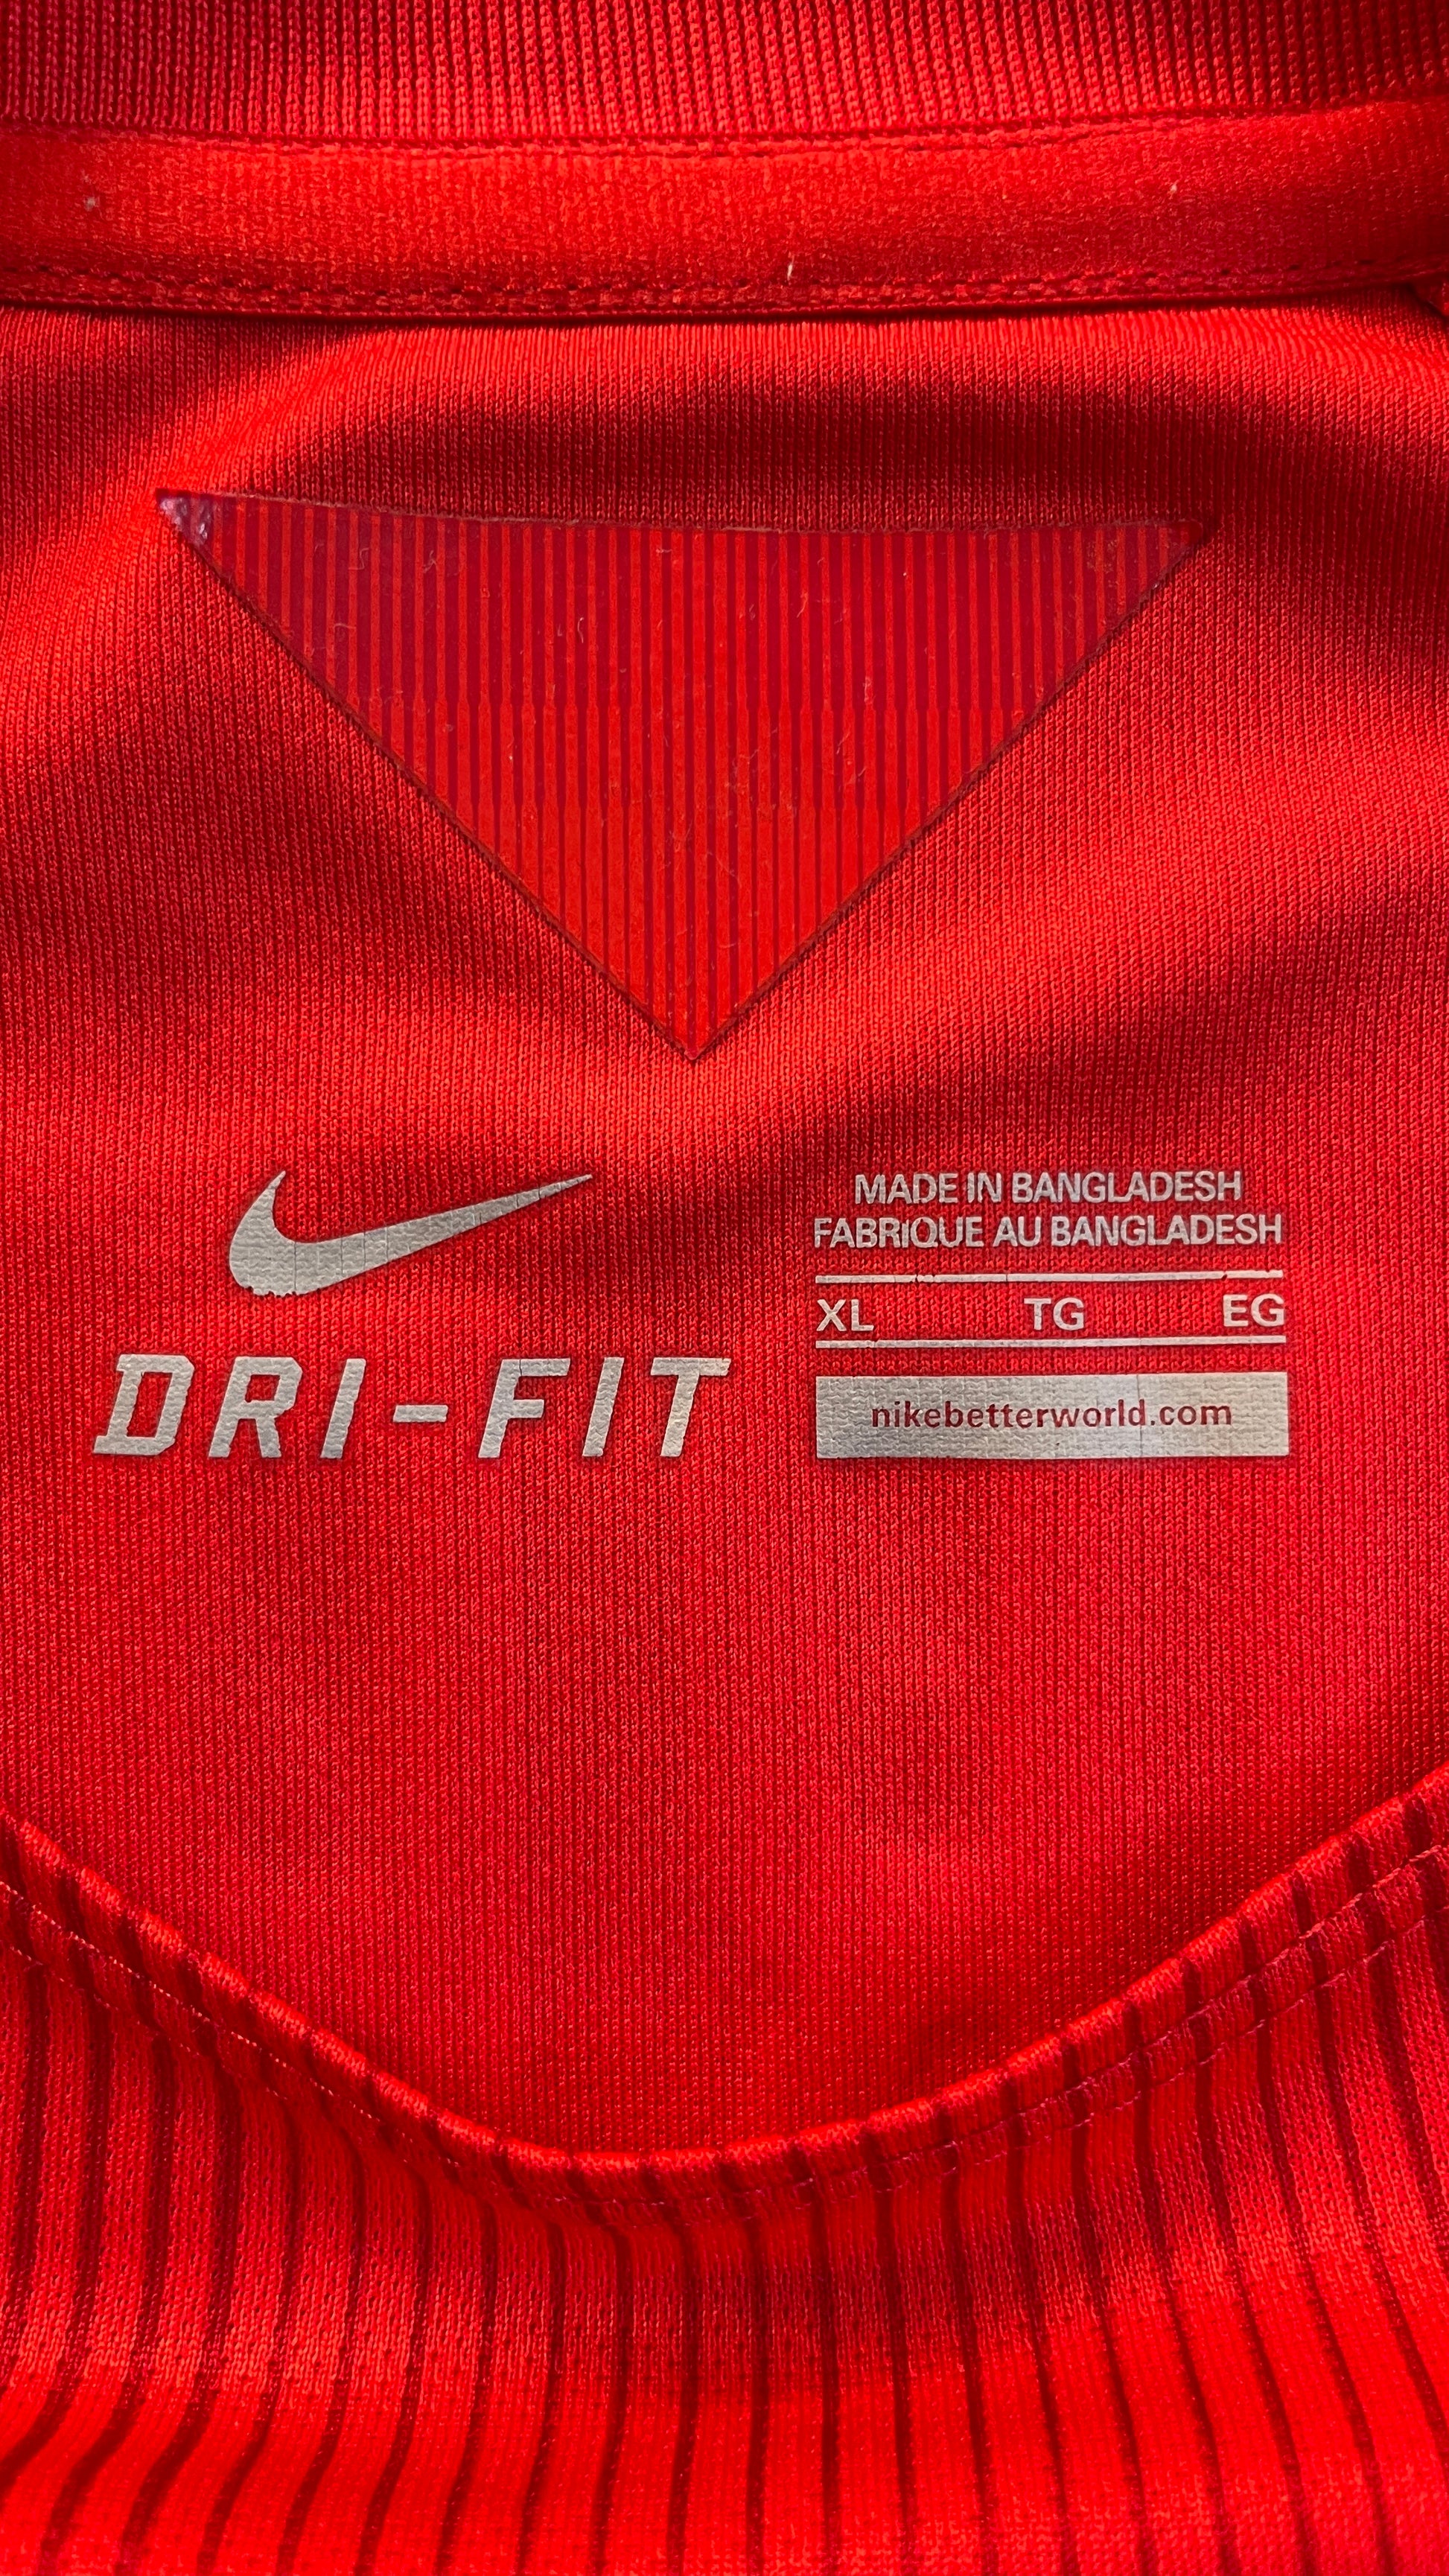 DRI-FIT
MADE IN BANGLADESH
FABRIQUE AU BANGLADESH
XL TG EG
nikebetterworld.com